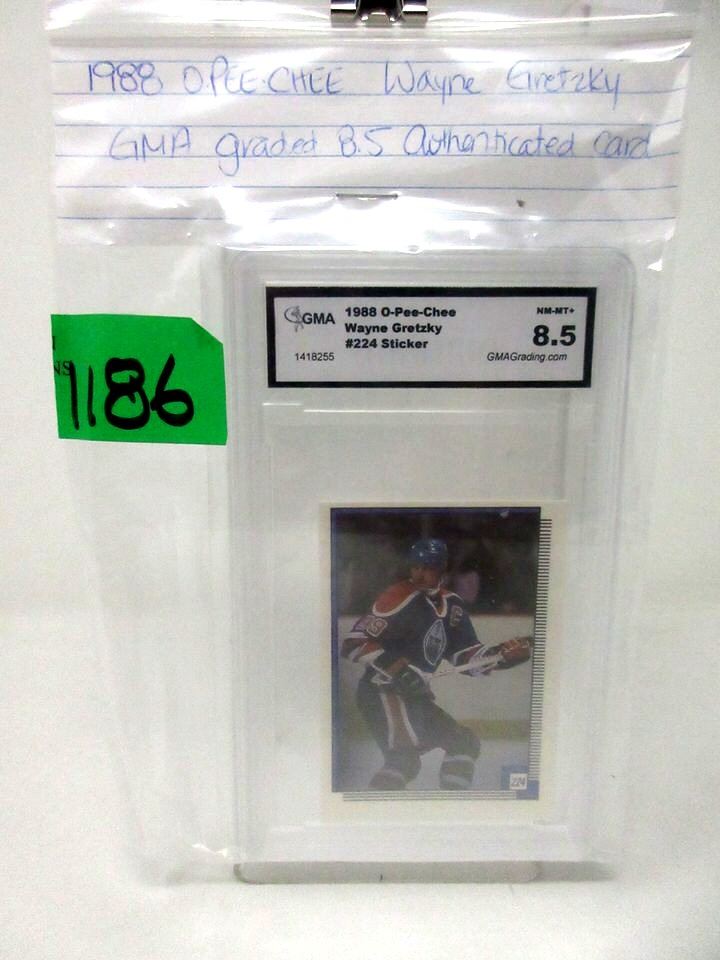 1988 O.PEE.CHEE Wayne Gretzky
GMA graded 8.5 Authenticated card
GMA
1988 O-Pee-Chee
Wayne Gretzky
#224 Sticker
1418255
NM-MT+
8.5
GMAGrading.com
1186
99
C
224